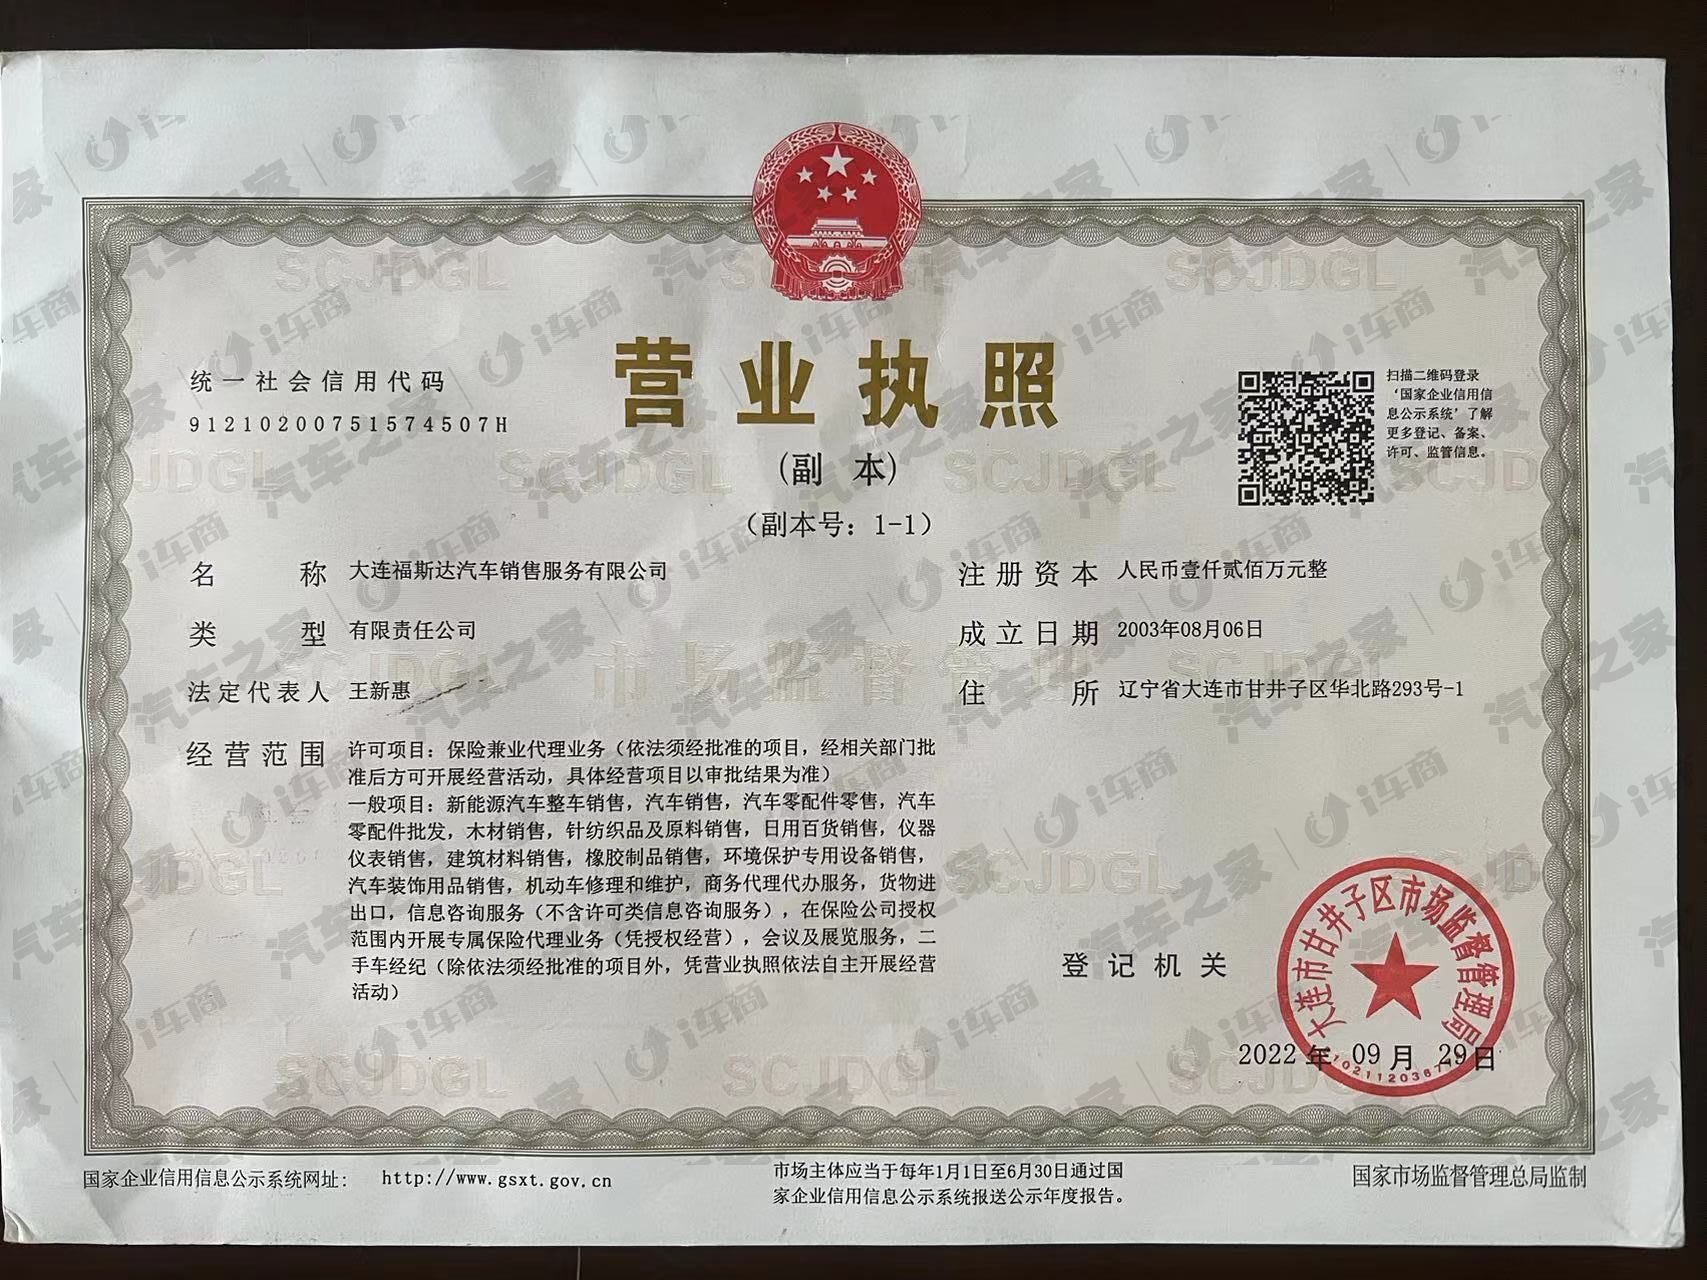 营业执照
(副 本)
（副本号：1-1）
统一社会信用代码
91210200751574507H
扫描二维码登录
‘国家企业信用信
息公示系统’了解
更多登记、备案、
许可、监管信息。
名 称 大连福斯达汽车销售服务有限公司
类 型 有限责任公司
法定代表人 王新惠
经营范围 许可项目：保险兼业代理业务（依法须经批准的项目，经相关部门批
准后方可开展经营活动，具体经营项目以审批结果为准）
一般项目：新能源汽车整车销售，汽车销售，汽车零配件零售，汽车
零配件批发，木材销售，针纺织品及原料销售，日用百货销售，仪器
仪表销售，建筑材料销售，橡胶制品销售，环境保护专用设备销售，
汽车装饰用品销售，机动车修理和维护，商务代理代办服务，货物进
出口，信息咨询服务（不含许可类信息咨询服务），在保险公司授权
范围内开展专属保险代理业务（凭授权经营），会议及展览服务，二
手车经纪（除依法须经批准的项目外，凭营业执照依法自主开展经营
活动）
注册资本 人民币壹仟贰佰万元整
成立日期 2003年08月06日
住 所 辽宁省大连市甘井子区华北路293号-1
登记机关
大连市甘井子区市场监督管理局
2022 年 09 月 29 日
国家企业信用信息公示系统网址： http://www.gsxt.gov.cn
市场主体应当于每年1月1日至6月30日通过国
家企业信用信息公示系统报送公示年度报告。
国家市场监督管理总局监制
SCJDGL
市场监督管理
汽车之家 | i车商